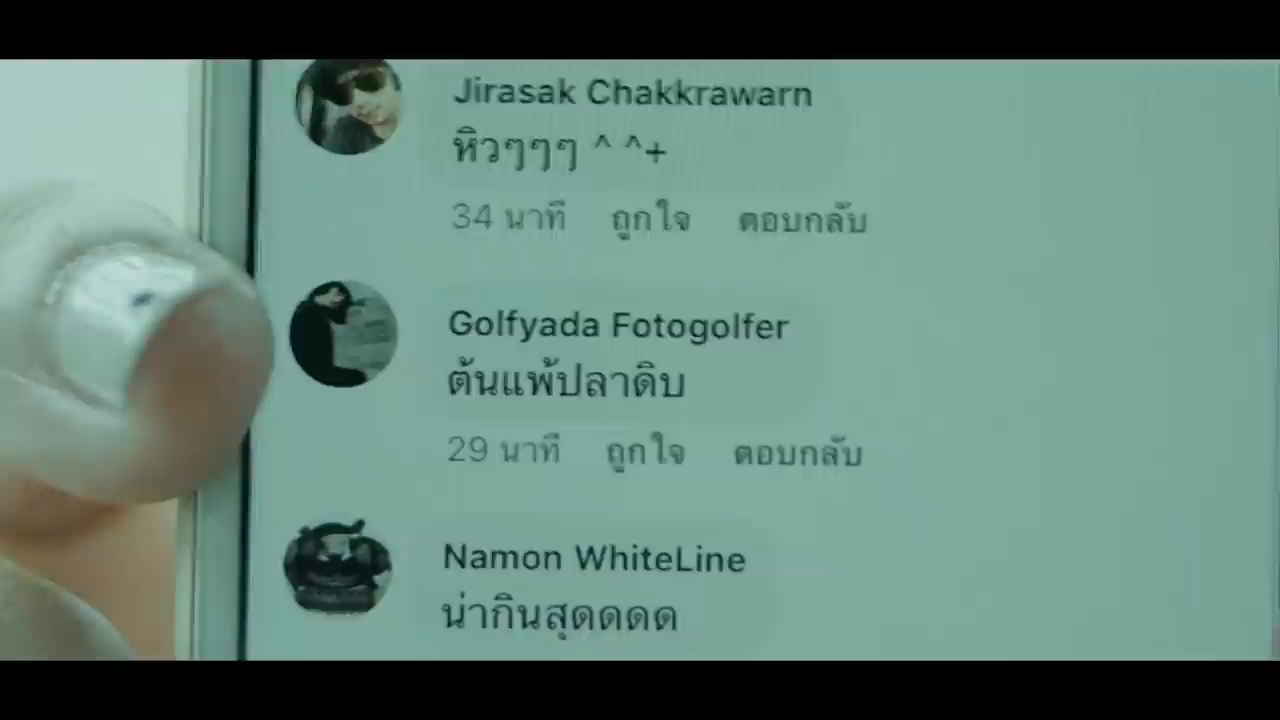 Jirasak Chakkrawarn
หิวๆๆๆ ^ ^+
34 นาที ถูกใจ ตอบกลับ
Golfyada Fotogolfer
ต้นแพ้ปลาดิบ
29 นาที ถูกใจ ตอบกลับ
Namon WhiteLine
น่ากินสุดดดด